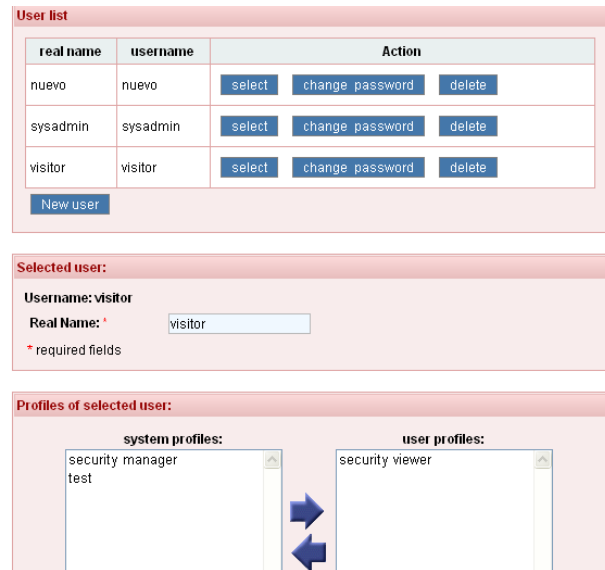 User list
real name username Action
nuevo nuevo select change password delete
sysadmin sysadmin select change password delete
visitor visitor select change password delete
New user
Selected user:
Username: visitor
Real Name: * visitor
* required fields
Profiles of selected user:
system profiles: user profiles:
security manager security viewer
test